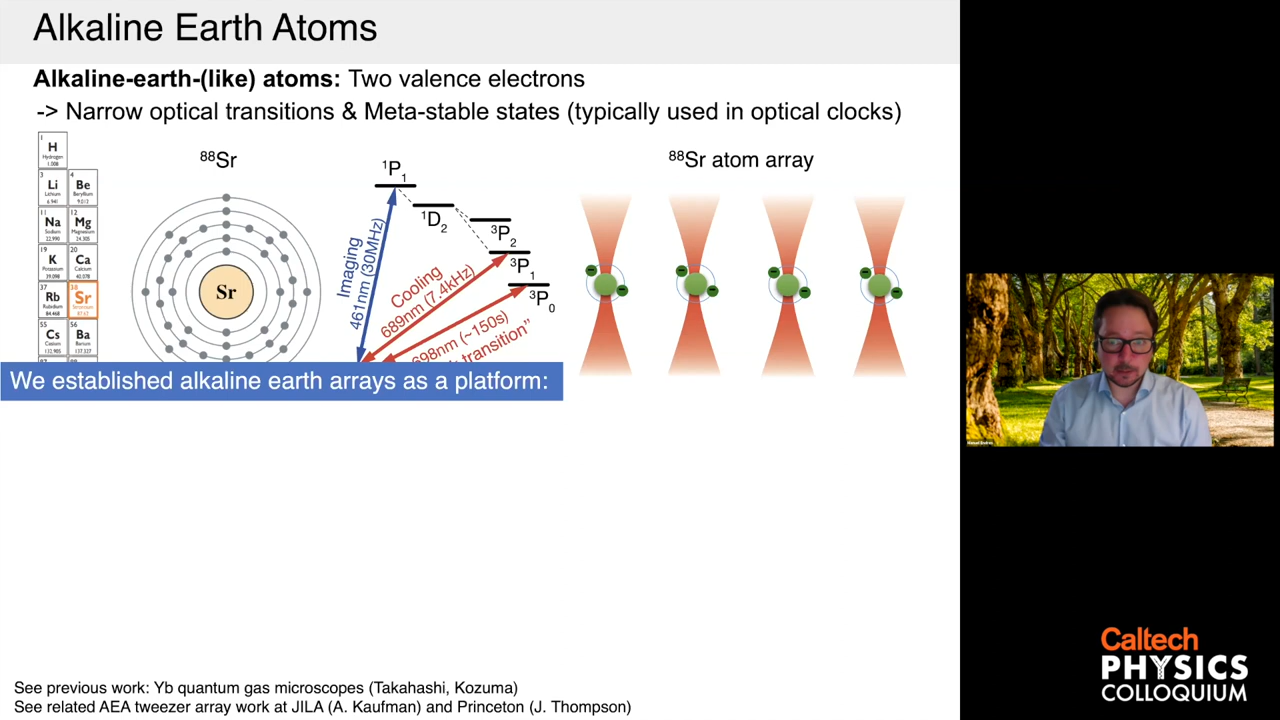 Alkaline Earth Atoms
Alkaline-earth-(like) atoms: Two valence electrons
-> Narrow optical transitions & Meta-stable states (typically used in optical clocks)
1
H
Hydrogen
1.008
3
Li
Lithium
6.941
4
Be
Beryllium
9.012
11
Na
Sodium
22.990
12
Mg
Magnesium
24.305
19
K
Potassium
39.098
20
Ca
Calcium
40.078
37
Rb
Rubidium
84.468
38
Sr
Strontium
87.62
55
Cs
Cesium
132.905
56
Ba
Barium
137.327
⁸⁸Sr
Sr
¹P₁
¹D₂
³P₂
³P₁
³P₀
Imaging
461nm (30MHz)
Cooling
689nm (7.4kHz)
698nm (~150s)
transition”
⁸⁸Sr atom array
We established alkaline earth arrays as a platform:
See previous work: Yb quantum gas microscopes (Takahashi, Kozuma)
See related AEA tweezer array work at JILA (A. Kaufman) and Princeton (J. Thompson)
Caltech
PHYSICS
COLLOQUIUM